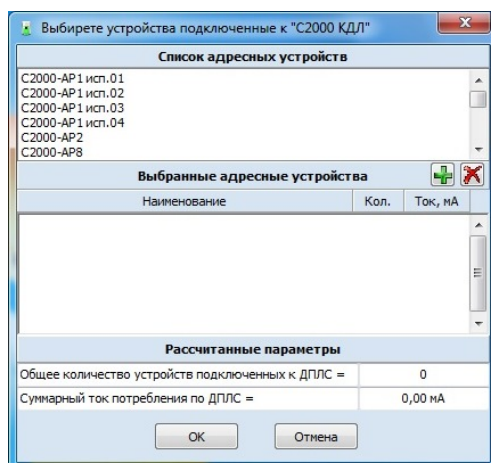 Выбирете устройства подключенные к "С2000 КДЛ"
Список адресных устройств
С2000-АР1 исп.01
С2000-АР1 исп.02
С2000-АР1 исп.03
С2000-АР1 исп.04
С2000-АР2
С2000-АР8
Выбранные адресные устройства
Наименование Кол. Ток, мА
Рассчитанные параметры
Общее количество устройств подключенных к ДПЛС = 0
Суммарный ток потребления по ДПЛС = 0,00 мА
ОК Отмена